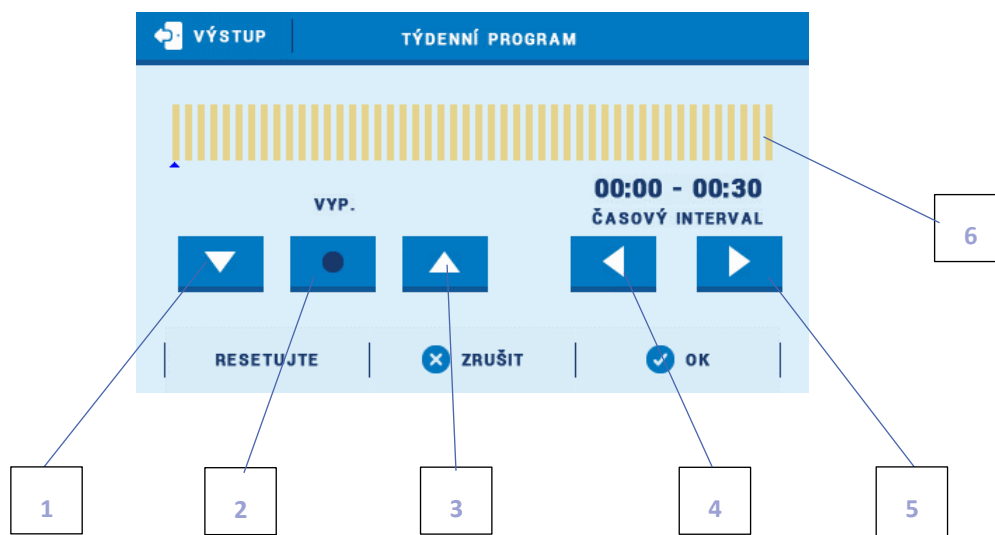 VÝSTUP
TÝDENNÍ PROGRAM
VYP.
00:00 - 00:30
ČASOVÝ INTERVAL
6
RESETUJTE
ZRUŠIT
OK
1
2
3
4
5